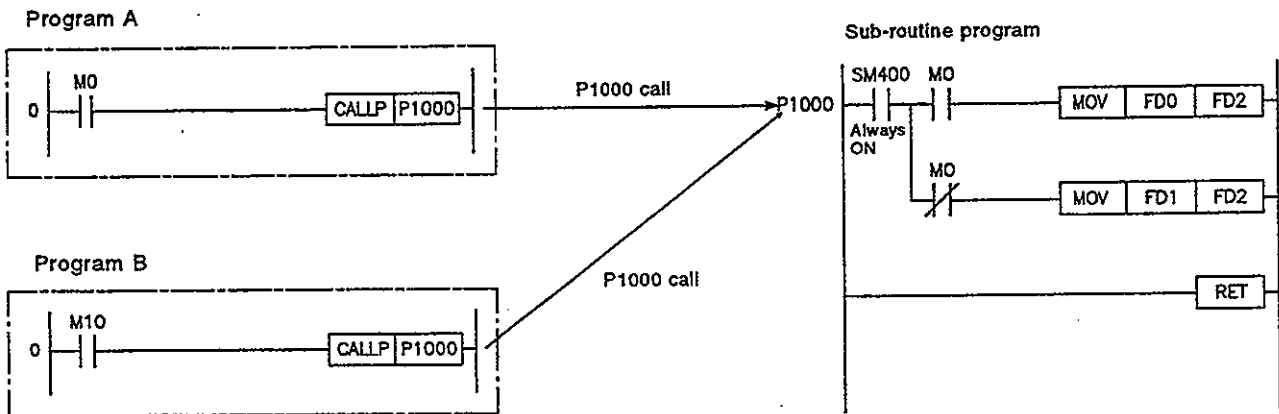 Program A
M0
0 CALLP P1000
P1000 call
Program B
M10
0 CALLP P1000
P1000 call
Sub-routine program
SM400 M0
P1000 MOV FD0 FD2
Always
ON
M0
MOV FD1 FD2
RET